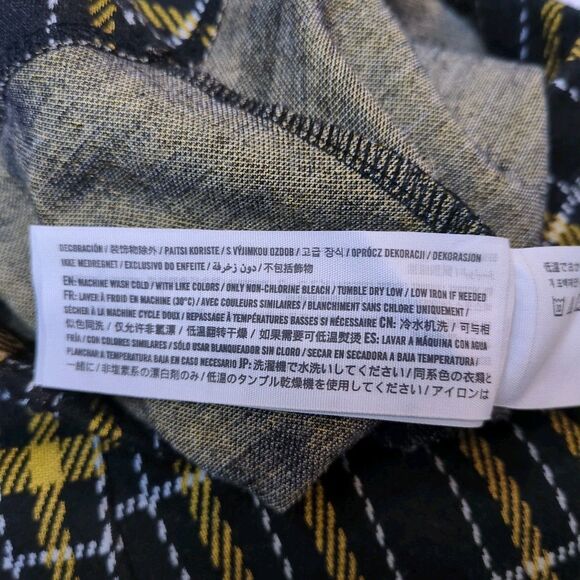 DECORACIÓN / 装饰物除外 / PAITSI KORISTE / S VÝJIMKOU OZDOB / 고급 장식 / OPRÓCZ DEKORACJI / DEKORASJON
IKKE MEDREGNET / EXCLUSIVO DO ENFEITE / دون زخرفة / 不包括飾物
EN: MACHINE WASH COLD / WITH LIKE COLORS / ONLY NON-CHLORINE BLEACH / TUMBLE DRY LOW / LOW IRON IF NEEDED
FR: LAVER À FROID EN MACHINE (30°C) / AVEC COULEURS SIMILAIRES / BLANCHIMENT SANS CHLORE UNIQUEMENT /
SÉCHER À LA MACHINE CYCLE DOUX / REPASSAGE À TEMPÉRATURES BASSES SI NÉCESSAIRE CN: 冷水机洗 / 可与相
似色同洗 / 仅允许非氯漂 / 低温翻转干燥 / 如果需要可低温熨烫 ES: LAVAR A MÁQUINA CON AGUA
FRÍA / CON COLORES SIMILARES / SÓLO USAR BLANQUEADOR SIN CLORO / SECAR EN SECADORA A BAJA TEMPERATURA /
PLANCHAR A TEMPERATURA BAJA EN CASO NECESARIO JP: 洗濯機で水洗いしてください / 同系色の衣類と
一緒に / 非塩素系の漂白剤のみ / 低温のタンブル乾燥機を使用してください / アイロンは